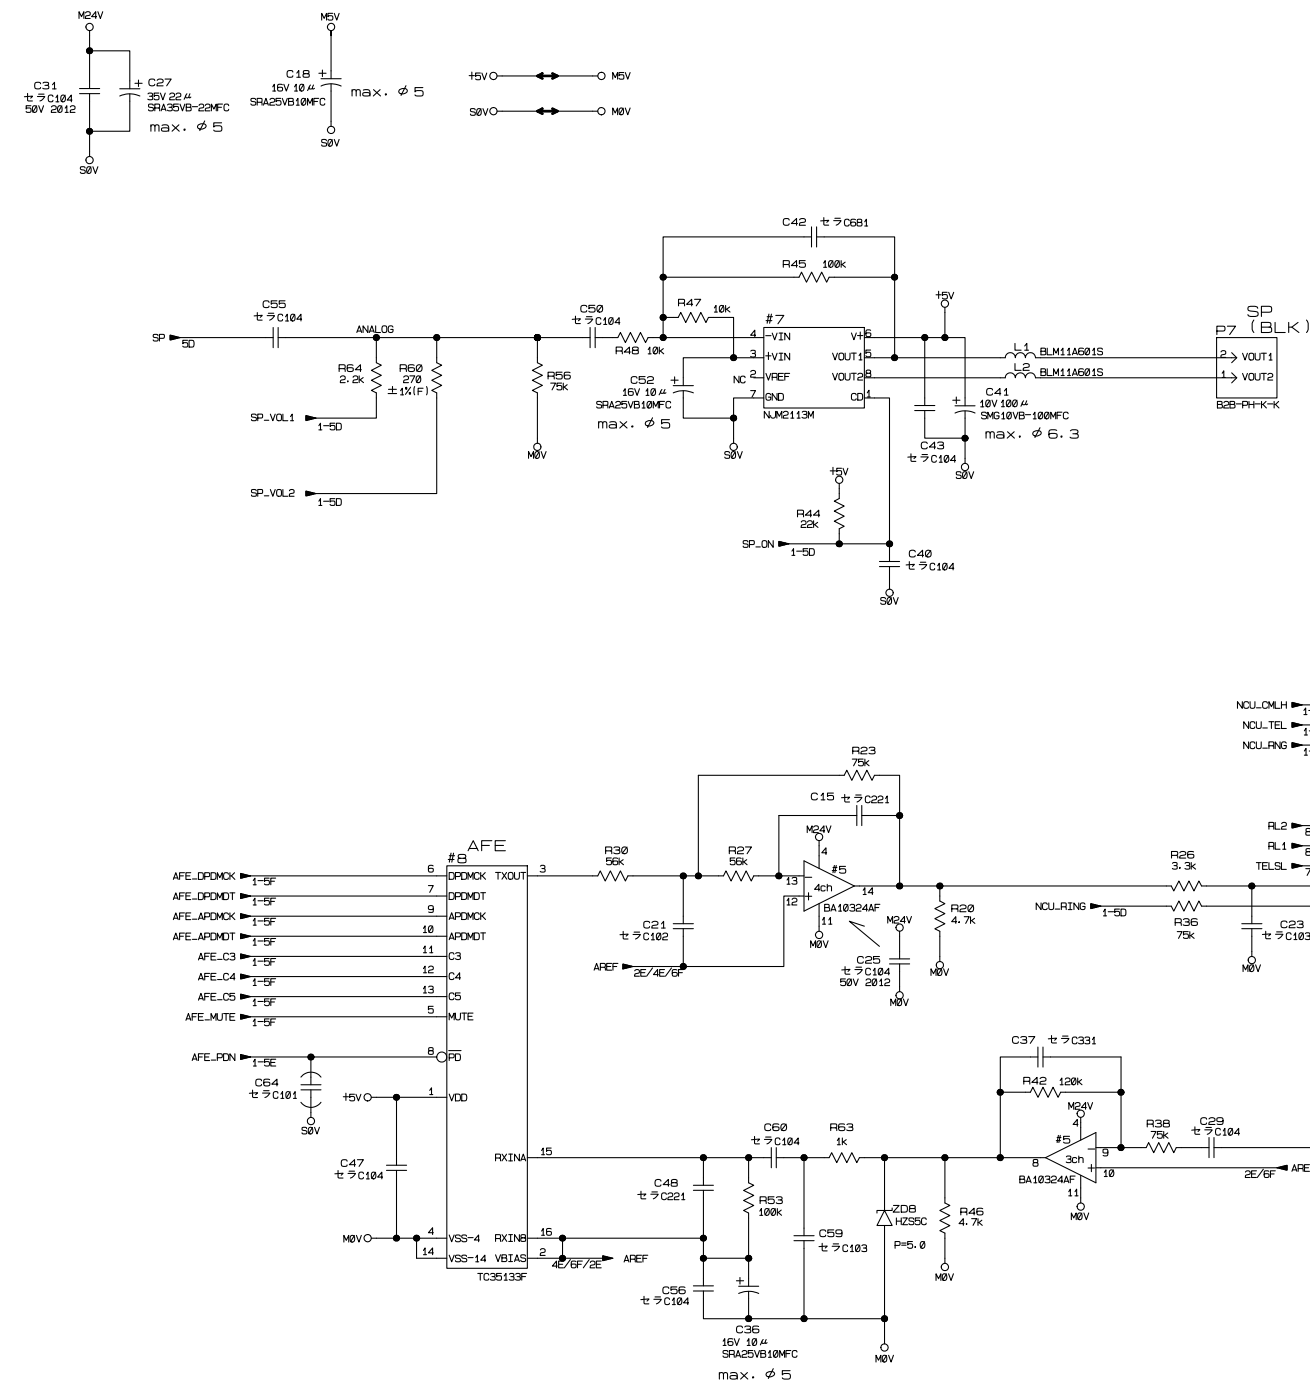 M24V
C31
セラC104
50V 2012
C27
35V 22μ
SRA35VB-22MFC
max. φ5
S0V
M5V
C18
16V 10μ
SRA25VB10MFC
max. φ5
S0V
+5V
M5V
S0V
M0V
C42 セラC681
R45 100k
C55
セラC104
SP
5D
ANALOG
R64
2.2k
R60
270
±1%(F)
SP_VOL1
1-5D
SP_VOL2
1-5D
R56
75k
M0V
C50
セラC104
R48 10k
R47 10k
C52
16V 10μ
SRA25VB10MFC
max. φ5
S0V
#7
4 -VIN
3 +VIN
NC 2 VREF
7 GND
V+ 6
VOUT1 5
VOUT2 8
CD 1
NJM2113M
+5V
L1 BLM11A601S
L2 BLM11A601S
C41
10V 100μ
SMG10VB-100MFC
max. φ6.3
C43
セラC104
S0V
SP
(BLK)
P7
2 VOUT1
1 VOUT2
B2B-PH-K-K
+5V
R44
22k
SP_ON
1-5D
C40
セラC104
S0V
NCU_CMLH
NCU_TEL
NCU_RNG
RL2
RL1
TELSL
AFE
#8
AFE_DPDMCK 1-5F 6 DPDMCK
AFE_DPDMDT 1-5F 7 DPDMDT
AFE_APDMCK 1-5F 9 APDMCK
AFE_APDMDT 1-5F 10 APDMDT
AFE_C3 1-5F 11 C3
AFE_C4 1-5F 12 C4
AFE_C5 1-5F 13 C5
AFE_MUTE 1-5F 5 MUTE
AFE_PDN 1-5E 8 PD
C64
セラC101
S0V
+5V
1 VDD
C47
セラC104
M0V
4 VSS-4
14 VSS-14
TXOUT 3
RXINA 15
RXINB 16
VBIAS 2
TC35133F
4E/6F/2E
AREF
R30
56k
C21
セラC102
AREF
2E/4E/6F
R27
56k
R23
75k
C15 セラC221
M24V
4
#5
13
12
4ch
14
11
BA10324AF
M0V
M24V
C25
セラC104
50V 2012
M0V
R20
4.7k
M0V
NCU_RING
1-5D
R26
3.3k
R36
75k
C23
セラC103
M0V
C37 セラC331
R42 120k
M24V
4
#5
3ch
8
9
10
BA10324AF
11
M0V
R38
75k
C29
セラC104
2E/6F
C60
セラC104
R63
1k
C48
セラC221
R53
100k
C59
セラC103
ZD8
HZS5C
P=5.0
R46
4.7k
M0V
C56
セラC104
C36
16V 10μ
SRA25VB10MFC
max. φ5
M0V